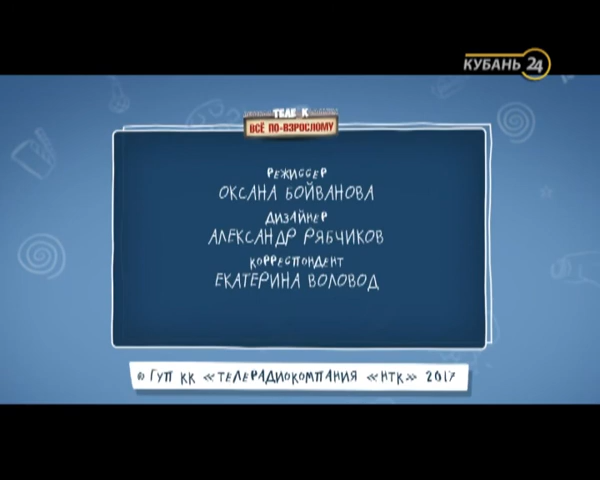 КУБАНЬ 24
ТЕЛЕ К
ВСЁ ПО-ВЗРОСЛОМУ
РЕЖИССЕР
ОКСАНА БОЙВАНОВА
ДИЗАЙНЕР
АЛЕКСАНДР РЯБЧИКОВ
КОРРЕСПОНДЕНТ
ЕКАТЕРИНА ВОЛОВОД
© ГУП КК «ТЕЛЕРАДИОКОМПАНИЯ «НТК» 2017